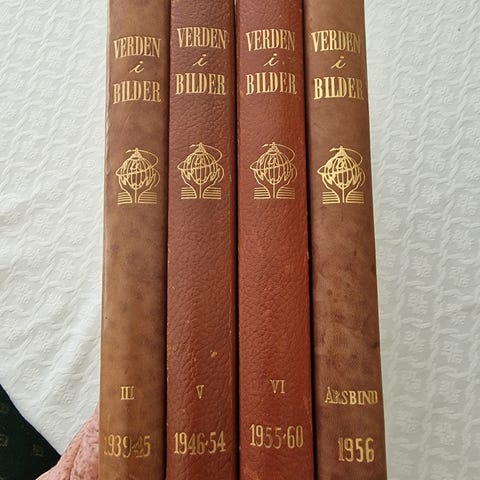 VERDEN
i
BILDER
III
1939-45
VERDEN
i
BILDER
V
1946-54
VERDEN
i
BILDER
VI
1955-60
VERDEN
i
BILDER
ÅRSBIND
1956